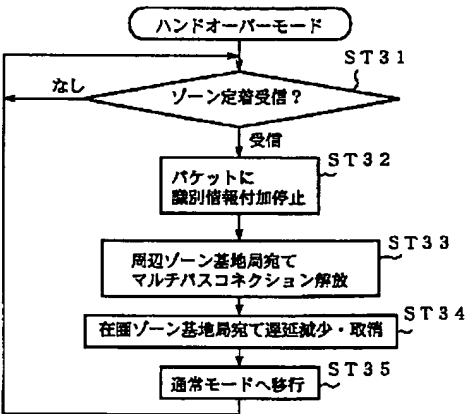 ハンドオーバーモード
ST31
ゾーン定着受信?
なし
受信
ST32
パケットに
識別情報付加停止
ST33
周辺ゾーン基地局宛て
マルチパスコネクション解放
ST34
在圏ゾーン基地局宛て遅延減少・取消
ST35
通常モードへ移行